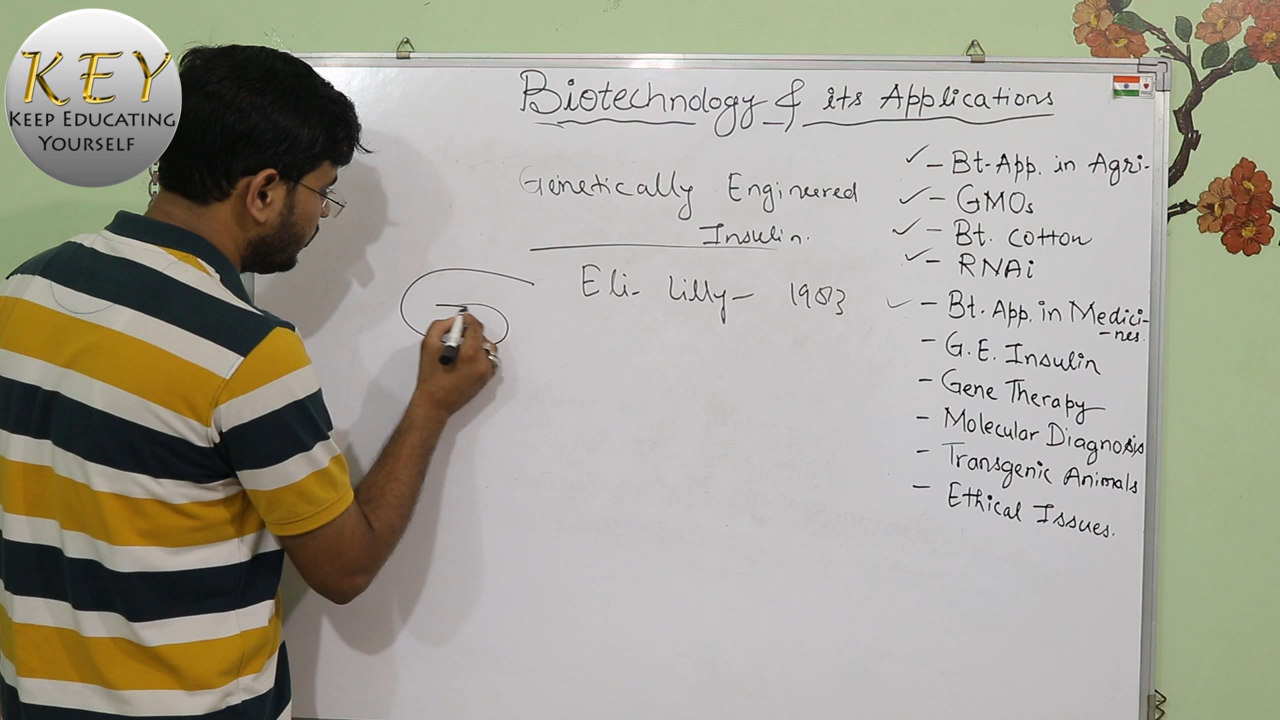 KEY
KEEP EDUCATING
YOURSELF
Biotechnology & its Applications
Genetically Engineered
Insulin.
Eli- Lilly- 1983
✓ - Bt-App. in Agri-
✓ - GMOs
✓ - Bt. Cotton
✓ - RNAi
✓ - Bt. App. in Medici-
-nes.
- G.E. Insulin
- Gene Therapy
- Molecular Diagnosis
- Transgenic Animals
- Ethical Issues.